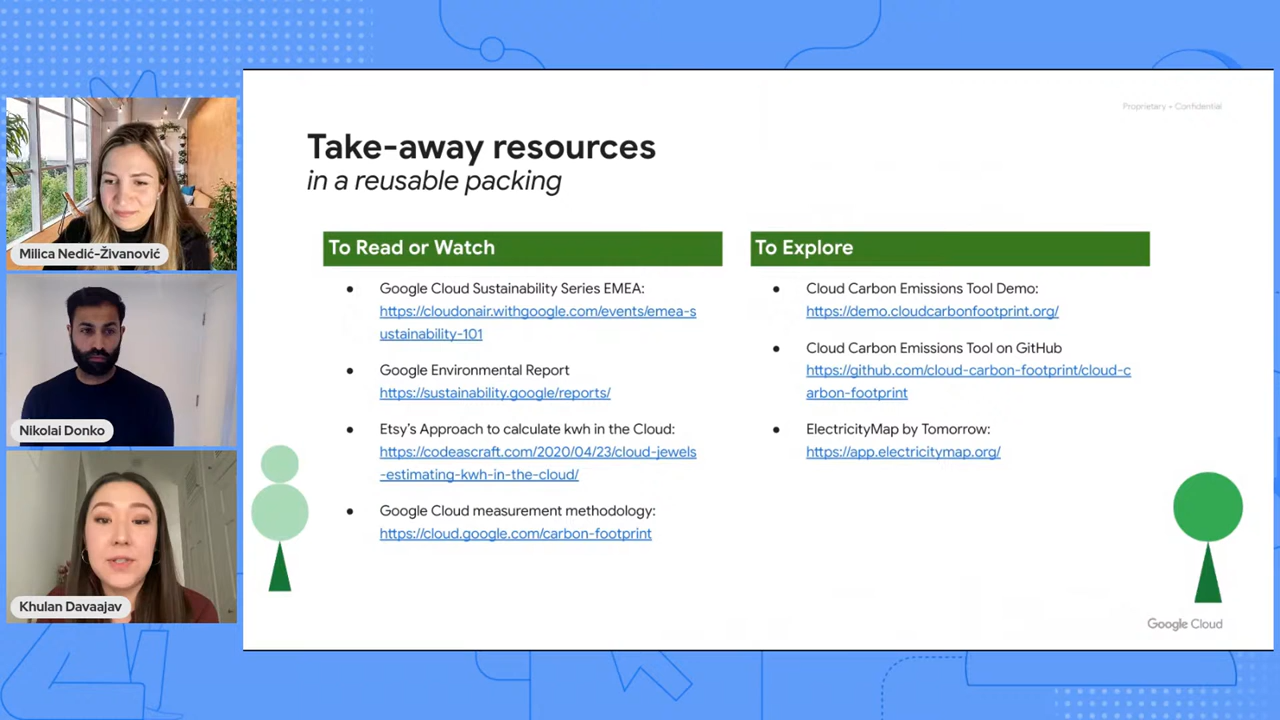 Proprietary + Confidential
Take-away resources
in a reusable packing
To Read or Watch
Google Cloud Sustainability Series EMEA:
https://cloudonair.withgoogle.com/events/emea-s
ustainability-101
Google Environmental Report
https://sustainability.google/reports/
Etsy's Approach to calculate kwh in the Cloud:
https://codeascraft.com/2020/04/23/cloud-jewels
-estimating-kwh-in-the-cloud/
Google Cloud measurement methodology:
https://cloud.google.com/carbon-footprint
To Explore
Cloud Carbon Emissions Tool Demo:
https://demo.cloudcarbonfootprint.org/
Cloud Carbon Emissions Tool on GitHub
https://github.com/cloud-carbon-footprint/cloud-c
arbon-footprint
ElectricityMap by Tomorrow:
https://app.electricitymap.org/
Google Cloud
Milica Nedić-Živanović
Nikolai Donko
Khulan Davaajav